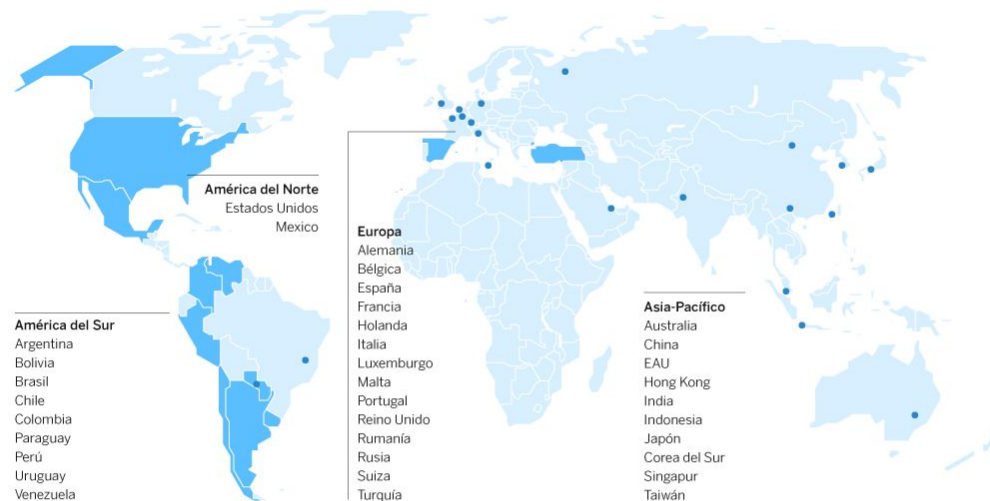 América del Norte
Estados Unidos
Mexico
América del Sur
Argentina
Bolivia
Brasil
Chile
Colombia
Paraguay
Perú
Uruguay
Venezuela
Europa
Alemania
Bélgica
España
Francia
Holanda
Italia
Luxemburgo
Malta
Portugal
Reino Unido
Rumanía
Rusia
Suiza
Turquía
Asia-Pacífico
Australia
China
EAU
Hong Kong
India
Indonesia
Japón
Corea del Sur
Singapur
Taiwán